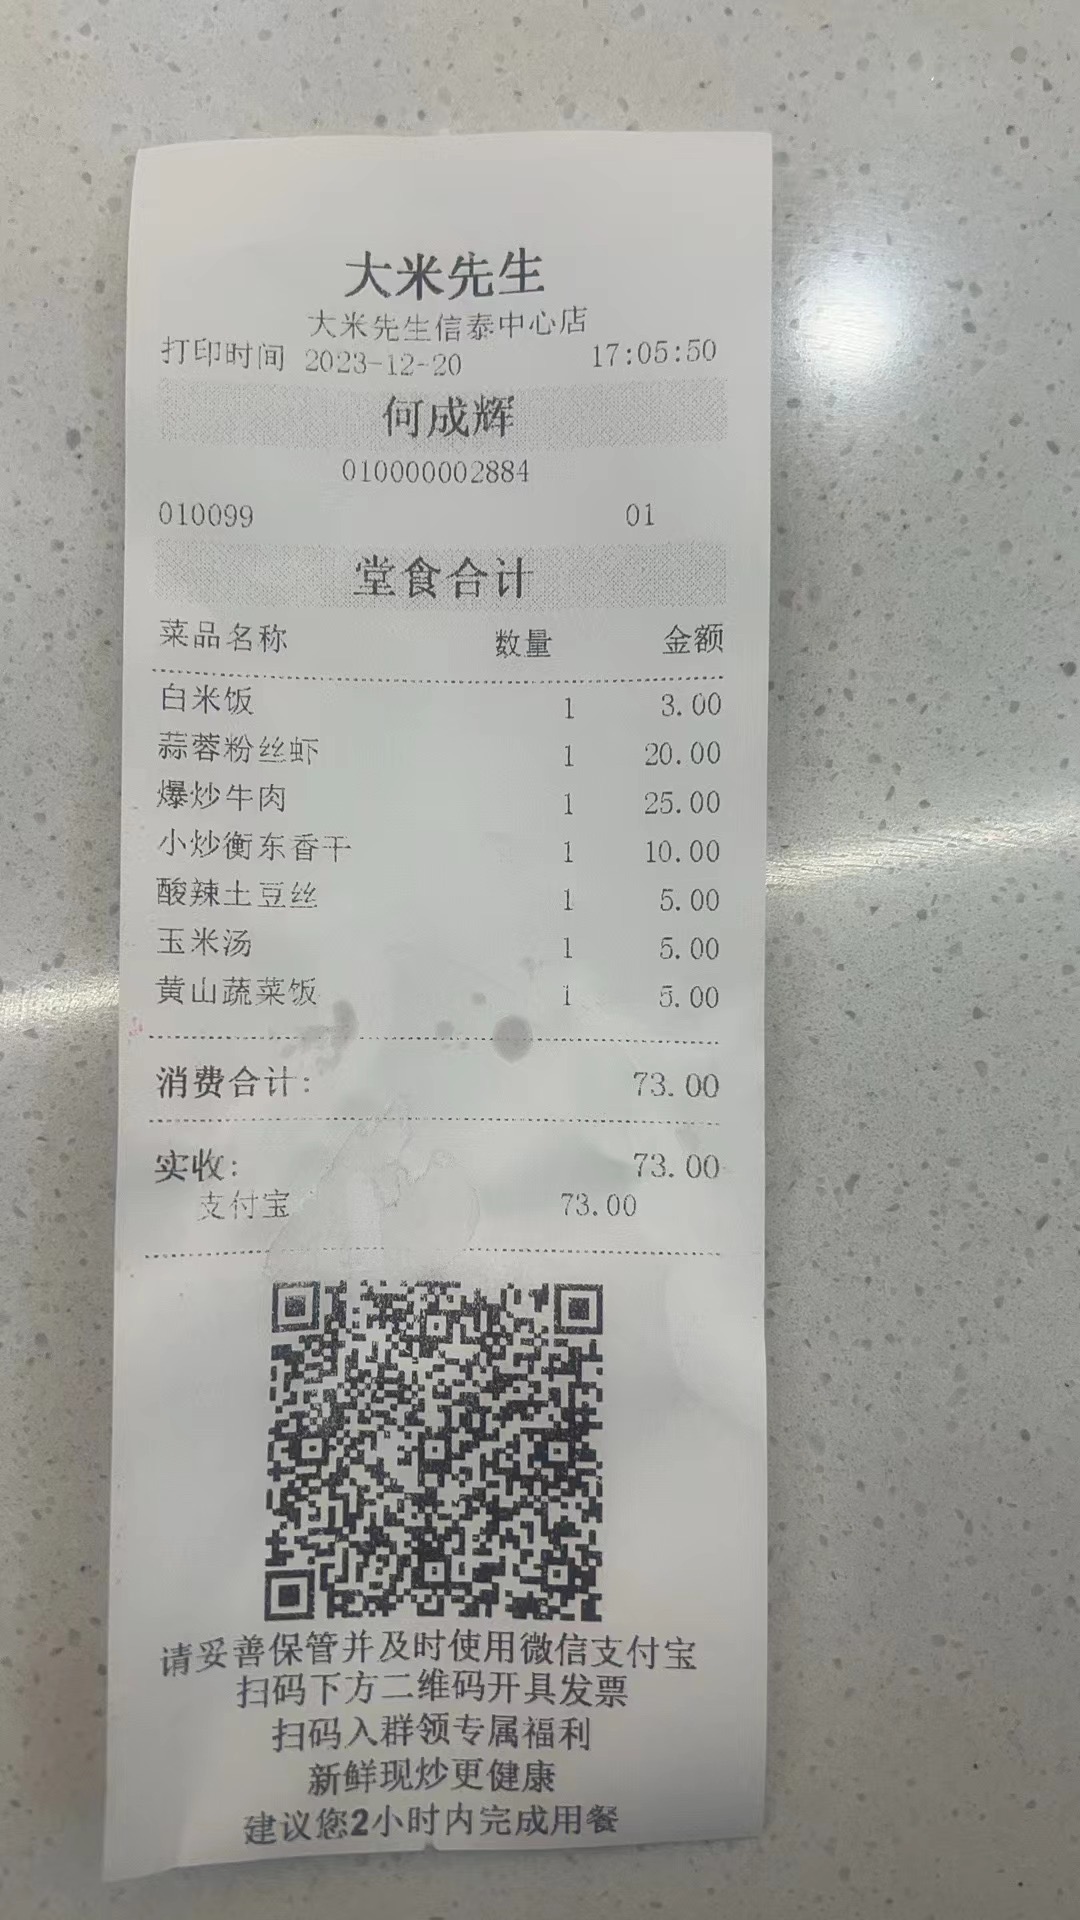 大米先生
大米先生信泰中心店
打印时间 2023-12-20 17:05:50
何成辉
010000002884
010099 01
堂食合计
菜品名称 数量 金额
白米饭 1 3.00
蒜蓉粉丝虾 1 20.00
爆炒牛肉 1 25.00
小炒衡东香干 1 10.00
酸辣土豆丝 1 5.00
玉米汤 1 5.00
黄山蔬菜饭 1 5.00
消费合计: 73.00
实收: 73.00
支付宝 73.00
请妥善保管并及时使用微信支付宝
扫码下方二维码开具发票
扫码入群领专属福利
新鲜现炒更健康
建议您2小时内完成用餐